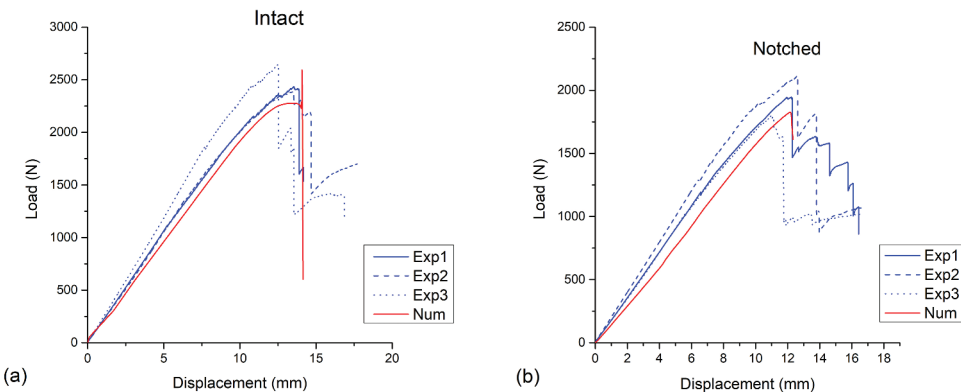 Intact
Load (N)
3000
2500
2000
1500
1000
500
0
0 5 10 15 20
Displacement (mm)
Exp1
Exp2
Exp3
Num
(a)
Notched
Load (N)
2500
2000
1500
1000
500
0
0 2 4 6 8 10 12 14 16 18
Displacement (mm)
Exp1
Exp2
Exp3
Num
(b)